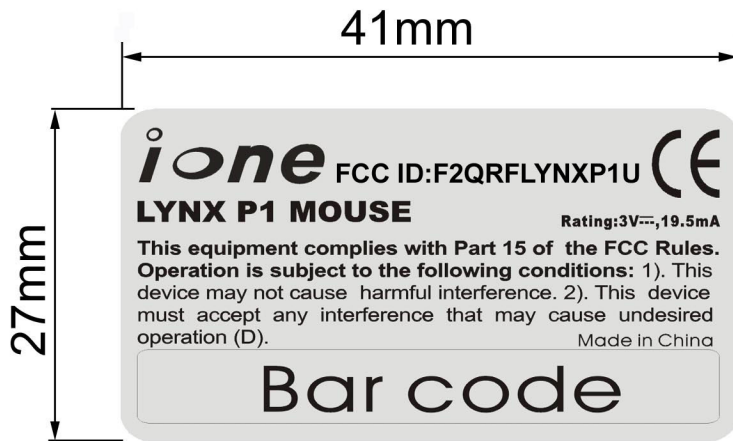 41mm
27mm
ione FCC ID:F2QRFLYNXP1U CE
LYNX P1 MOUSE Rating:3V⎓,19.5mA
This equipment complies with Part 15 of the FCC Rules.
Operation is subject to the following conditions: 1). This
device may not cause harmful interference. 2). This device
must accept any interference that may cause undesired
operation (D). Made in China
Bar code